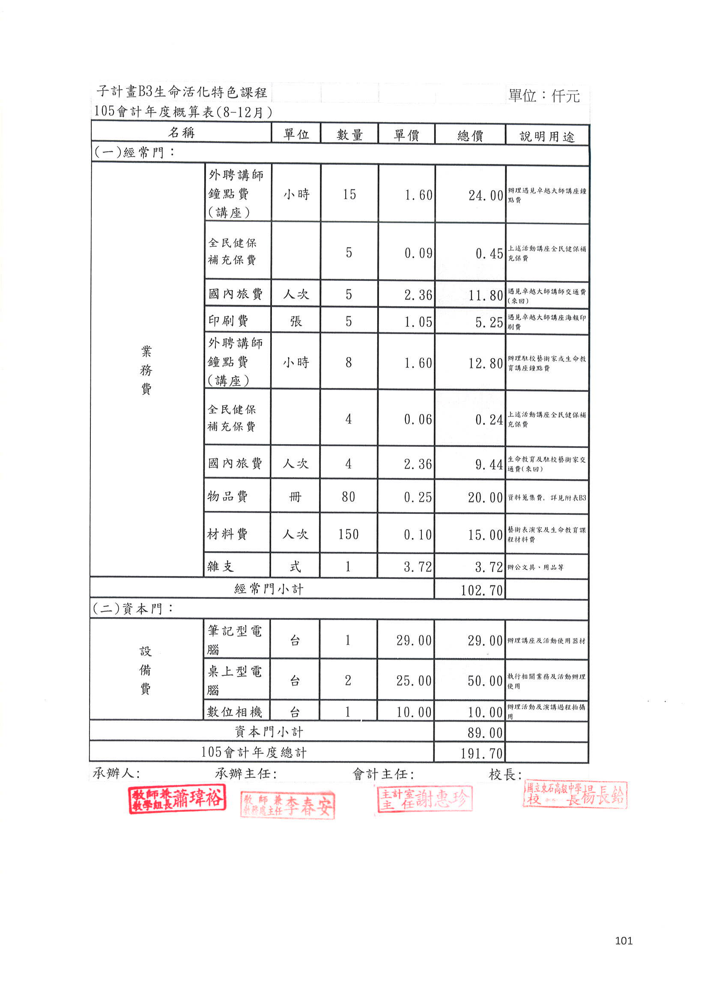 子計畫B3生命活化特色課程
單位：仟元
105會計年度概算表(8-12月)
名稱 單位 數量 單價 總價 說明用途
(一)經常門：
業務費
外聘講師
鐘點費
(講座) 小時 15 1.60 24.00 辦理遇見卓越大師講座鐘
點費
全民健保
補充保費 5 0.09 0.45 上述活動講座全民健保補
充保費
國內旅費 人次 5 2.36 11.80 遇見卓越大師講師交通費
(來回)
印刷費 張 5 1.05 5.25 遇見卓越大師講座海報印
刷費
外聘講師
鐘點費
(講座) 小時 8 1.60 12.80 辦理駐校藝術家或生命教
育講座鐘點費
全民健保
補充保費 4 0.06 0.24 上述活動講座全民健保補
充保費
國內旅費 人次 4 2.36 9.44 生命教育及駐校藝術家交
通費(來回)
物品費 冊 80 0.25 20.00 資料蒐集費，詳見附表B3
材料費 人次 150 0.10 15.00 藝術表演家及生命教育課
程材料費
雜支 式 1 3.72 3.72 辦公文具、用品等
經常門小計 102.70
(二)資本門：
設備費
筆記型電
腦 台 1 29.00 29.00 辦理講座及活動使用器材
桌上型電
腦 台 2 25.00 50.00 執行相關業務及活動辦理
使用
數位相機 台 1 10.00 10.00 辦理活動及演講過程拍攝
用
資本門小計 89.00
105會計年度總計 191.70
承辦人: 承辦主任: 會計主任: 校長:
教師兼
教學組長 蕭瑋裕
教師兼
教務處主任 李春安
主計室
主任 謝惠珍
國立東石高級中學
校長 楊長鈶
101